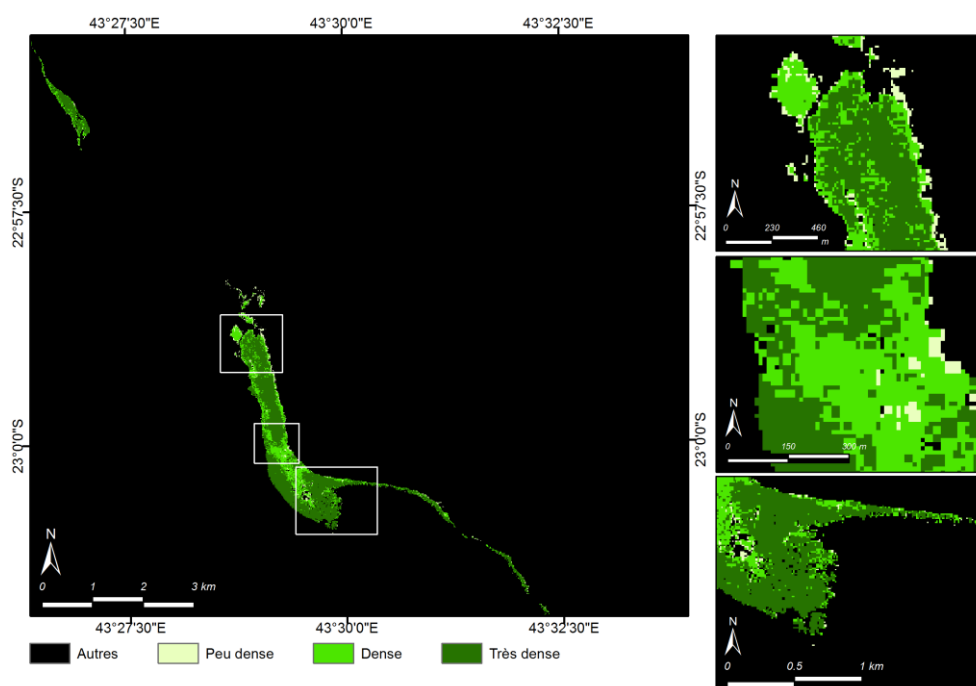 43°27'30"E 43°30'0"E 43°32'30"E
22°57'30"S
23°0'0"S
N
0 1 2 3 km
43°27'30"E 43°30'0"E 43°32'30"E
22°57'30"S
23°0'0"S
N
0 230 460
m
N
0 150 300 m
N
0 0.5 1 km
Autres Peu dense Dense Très dense